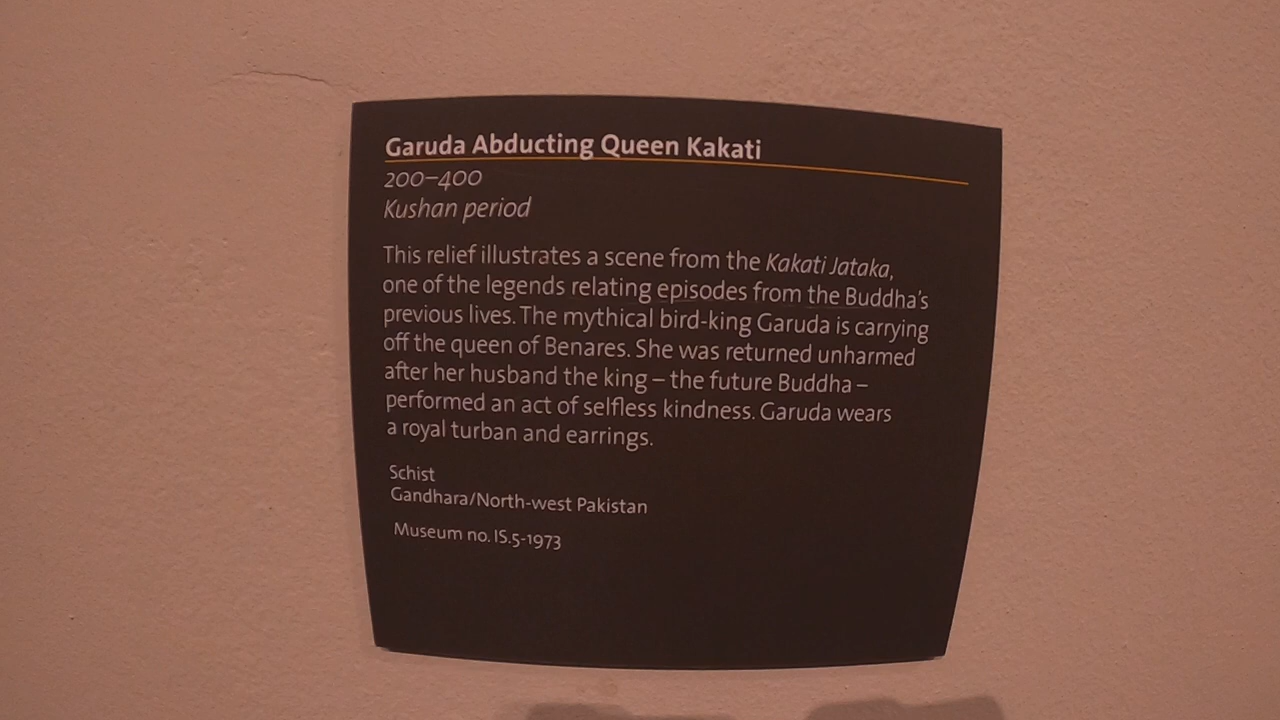 Garuda Abducting Queen Kakati
200–400
Kushan period
This relief illustrates a scene from the Kakati Jataka,
one of the legends relating episodes from the Buddha's
previous lives. The mythical bird-king Garuda is carrying
off the queen of Benares. She was returned unharmed
after her husband the king – the future Buddha –
performed an act of selfless kindness. Garuda wears
a royal turban and earrings.
Schist
Gandhara/North-west Pakistan
Museum no. IS.5-1973